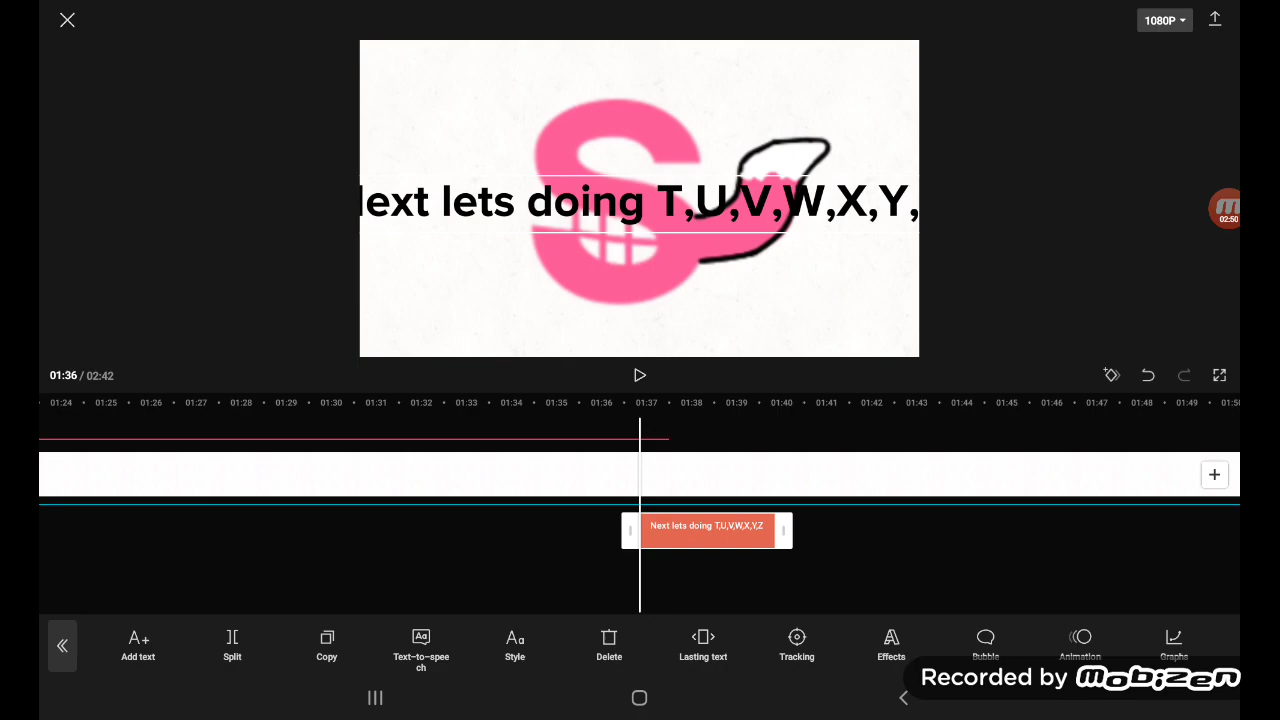 1080P
S
Next lets doing T,U,V,W,X,Y,
02:50
01:36 / 02:42
01:24 01:25 01:26 01:27 01:28 01:29 01:30 01:31 01:32 01:33 01:34 01:35 01:36 01:37 01:38 01:39 01:40 01:41 01:42 01:43 01:44 01:45 01:46 01:47 01:48 01:49 01:50
Next lets doing T,U,V,W,X,Y,Z
Add text Split Copy Text-to-speech Style Delete Lasting text Tracking Effects Bubble Animation Graphs
Recorded by mobizen